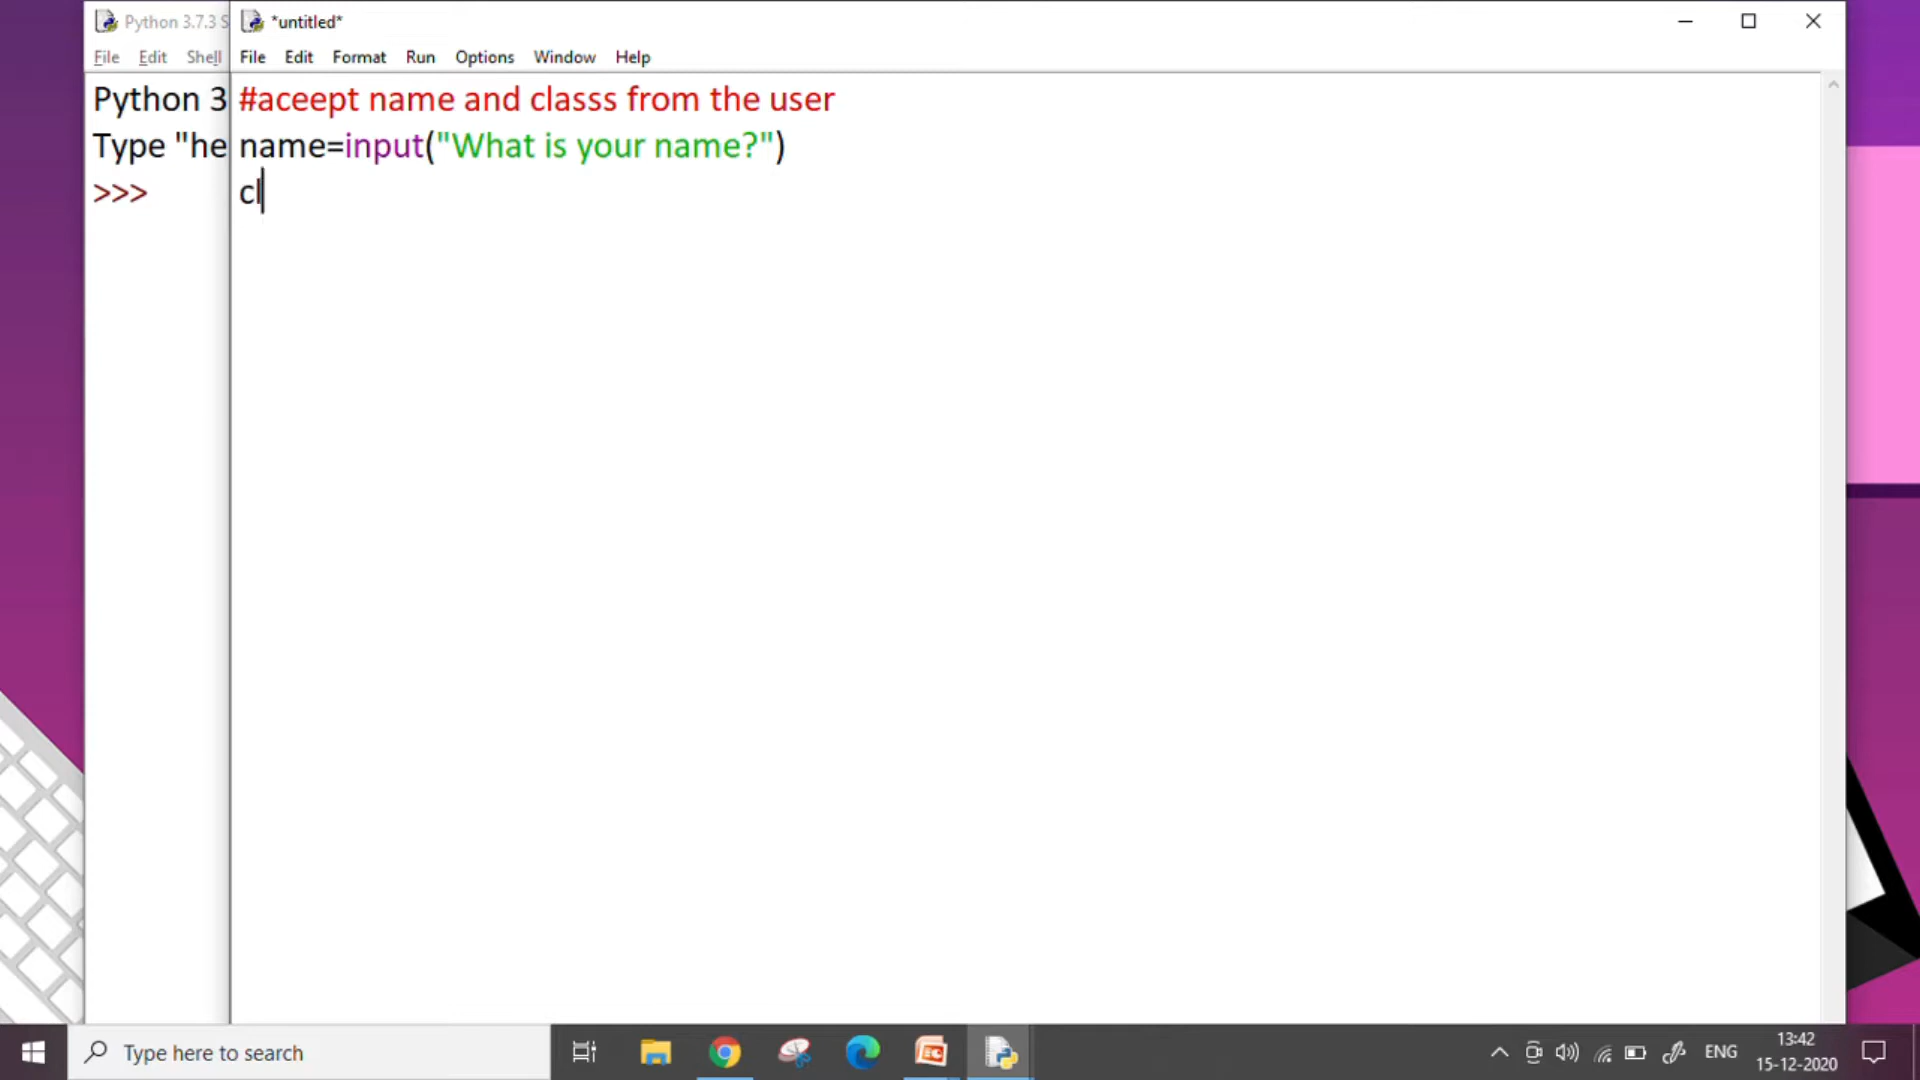 Python 3.7.3 S
*untitled*
File Edit Shell
File Edit Format Run Options Window Help
Python 3
Type "he
>>>
#aceept name and classs from the user
name=input("What is your name?")
cl
Type here to search
ENG
13:42
15-12-2020